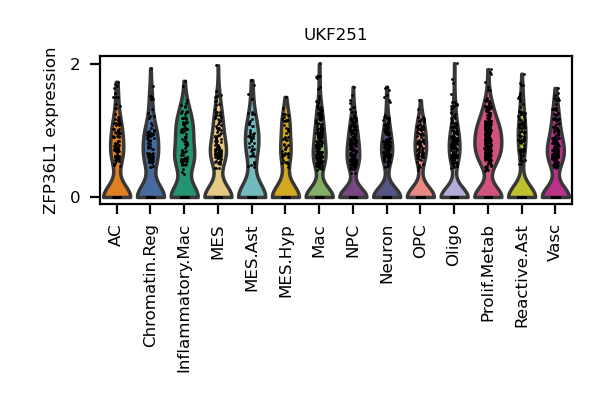 UKF251
ZFP36L1 expression
2
0
AC
Chromatin.Reg
Inflammatory.Mac
MES
MES.Ast
MES.Hyp
Mac
NPC
Neuron
OPC
Oligo
Prolif.Metab
Reactive.Ast
Vasc